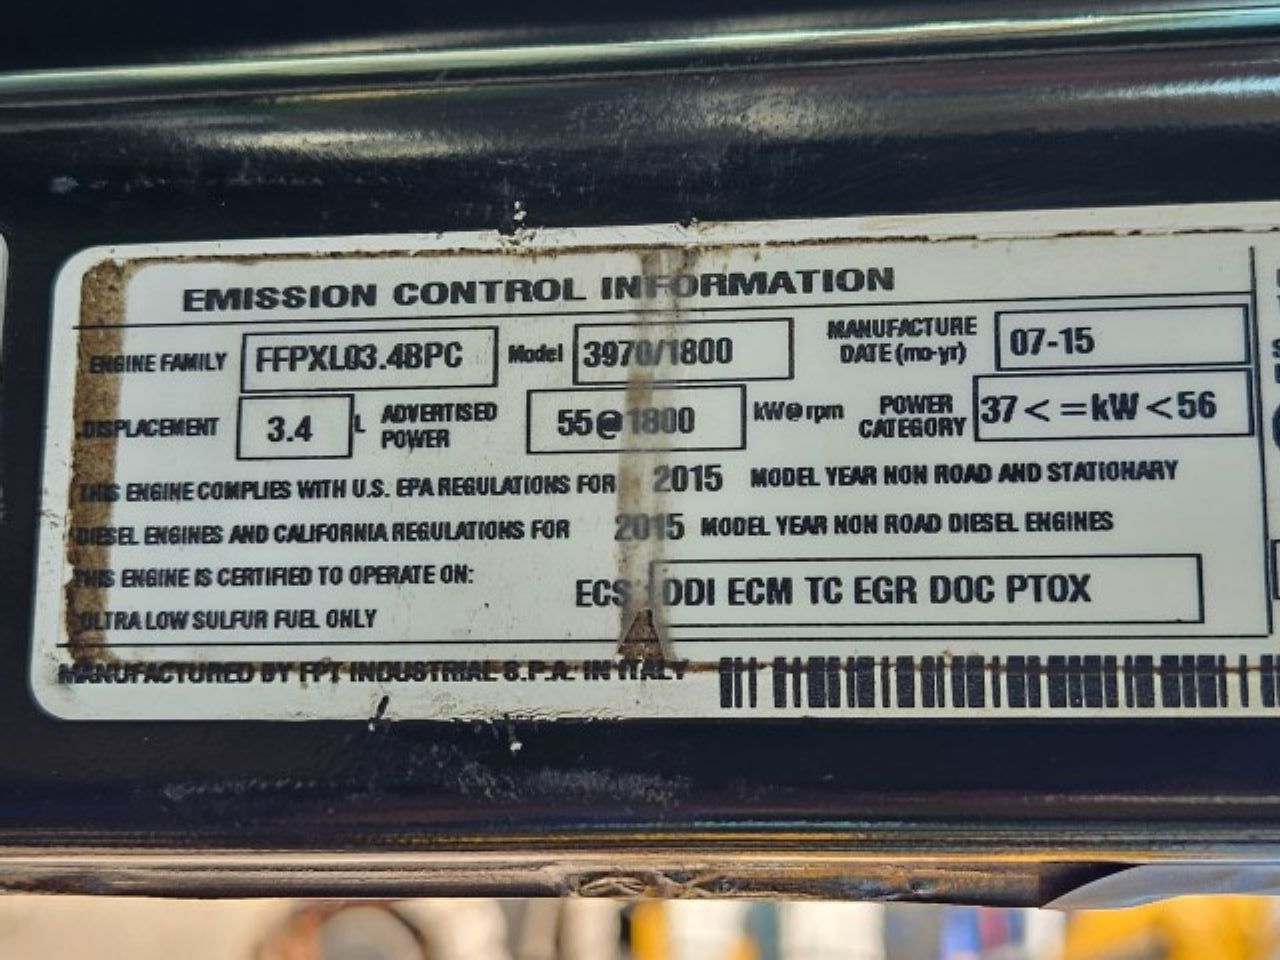 EMISSION CONTROL INFORMATION
ENGINE FAMILY FFPXL03.4BPC Model 3970/1800 MANUFACTURE DATE (mo-yr) 07-15
DISPLACEMENT 3.4 L ADVERTISED POWER 55@1800 kW@rpm POWER CATEGORY 37< =kW <56
THIS ENGINE COMPLIES WITH U.S. EPA REGULATIONS FOR 2015 MODEL YEAR NON ROAD AND STATIONARY
DIESEL ENGINES AND CALIFORNIA REGULATIONS FOR 2015 MODEL YEAR NON ROAD DIESEL ENGINES
THIS ENGINE IS CERTIFIED TO OPERATE ON:
ULTRA LOW SULFUR FUEL ONLY
ECS DDI ECM TC EGR DOC PTOX
MANUFACTURED BY FPT INDUSTRIAL S.P.A. IN ITALY